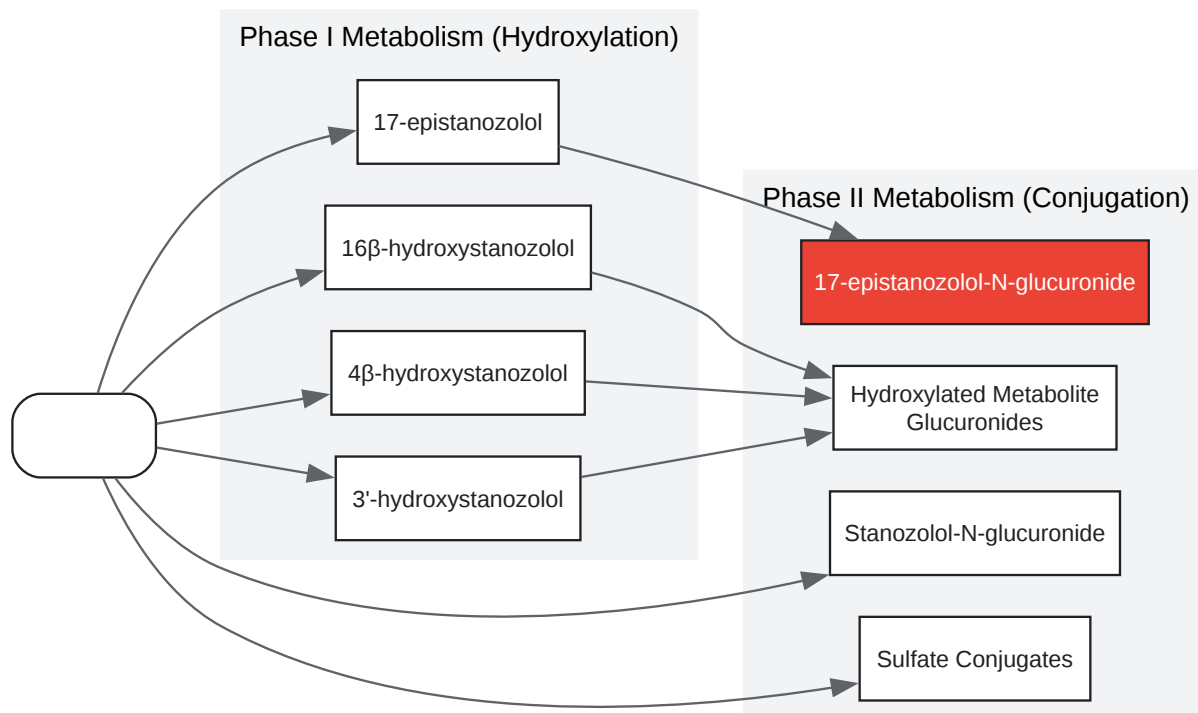 Phase I Metabolism (Hydroxylation)
17-epistanozolol
16β-hydroxystanozolol
4β-hydroxystanozolol
3'-hydroxystanozolol
Phase II Metabolism (Conjugation)
17-epistanozolol-N-glucuronide
Hydroxylated Metabolite
Glucuronides
Stanozolol-N-glucuronide
Sulfate Conjugates